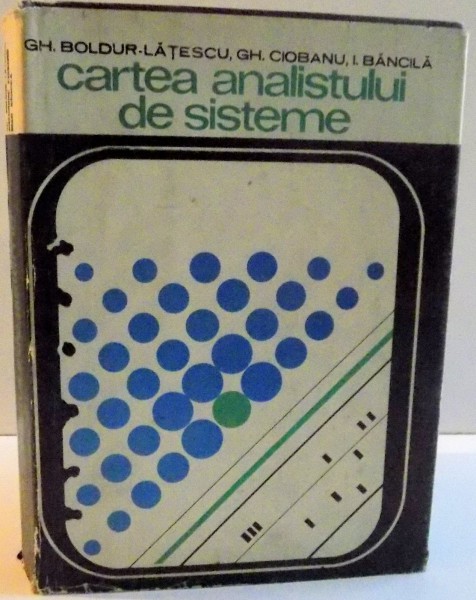 GH. BOLDUR-LĂŢESCU, GH. CIOBANU, I. BĂNCILĂ
cartea analistului
de sisteme